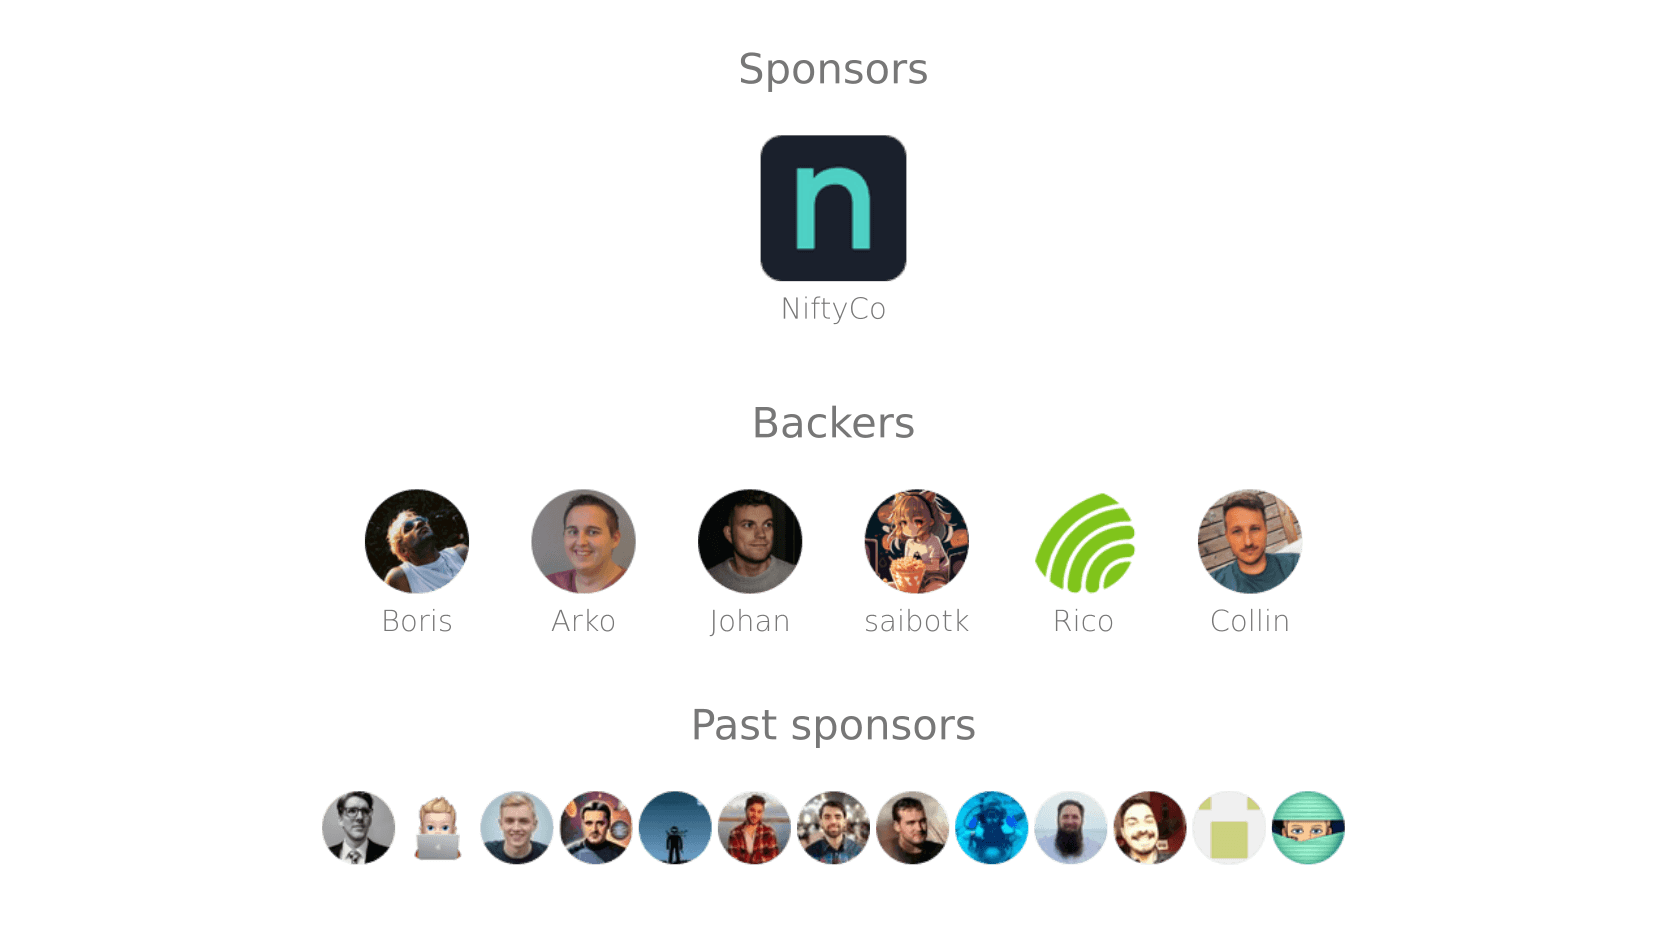 Sponsors
n
NiftyCo
Backers
Boris Arko Johan saibotk Rico Collin
Past sponsors